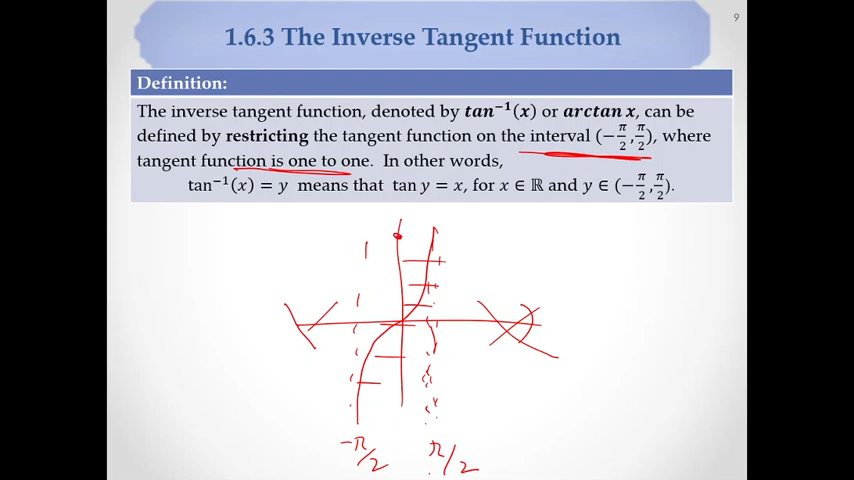 9
1.6.3 The Inverse Tangent Function
Definition:
The inverse tangent function, denoted by tan⁻¹(x) or arctan x, can be
defined by restricting the tangent function on the interval (−π/2, π/2), where
tangent function is one to one. In other words,
tan⁻¹(x) = y means that tan y = x, for x ∈ ℝ and y ∈ (−π/2, π/2).
−π/2 π/2